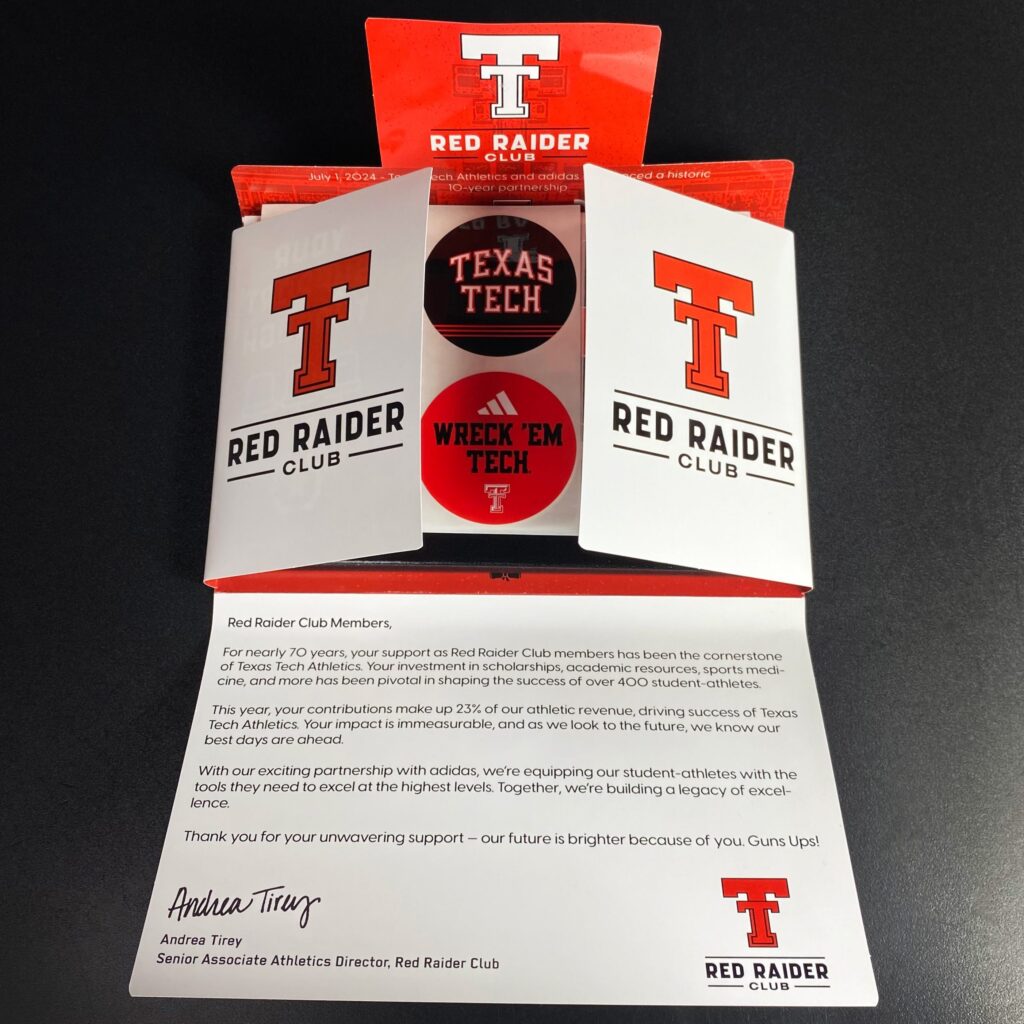 RED RAIDER
CLUB
July 1, 2024 - Tech Athletics and adidas a historic
10-year partnership
TEXAS
TECH
WRECK 'EM
TECH
RED RAIDER
CLUB
RED RAIDER
CLUB
Red Raider Club Members,
For nearly 70 years, your support as Red Raider Club members has been the cornerstone
of Texas Tech Athletics. Your investment in scholarships, academic resources, sports medi-
cine, and more has been pivotal in shaping the success of over 400 student-athletes.
This year, your contributions make up 23% of our athletic revenue, driving success of Texas
Tech Athletics. Your impact is immeasurable, and as we look to the future, we know our
best days are ahead.
With our exciting partnership with adidas, we're equipping our student-athletes with the
tools they need to excel at the highest levels. Together, we're building a legacy of excel-
lence.
Thank you for your unwavering support – our future is brighter because of you. Guns Ups!
Andrea Tirey
Andrea Tirey
Senior Associate Athletics Director, Red Raider Club
RED RAIDER
CLUB